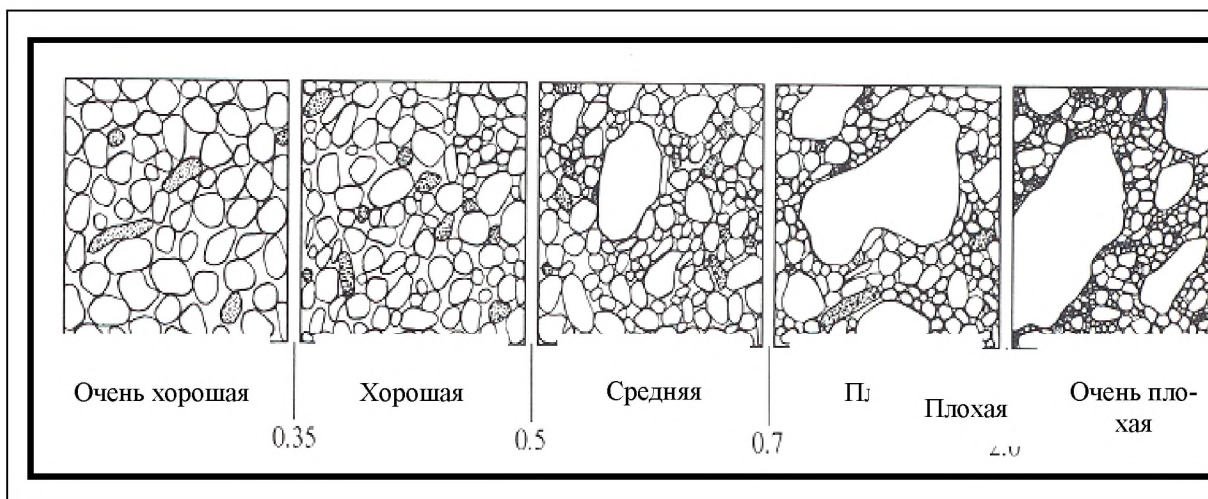 Очень хорошая
Хорошая
Средняя
Плохая
Очень пло-
хая
0.35
0.5
0.7